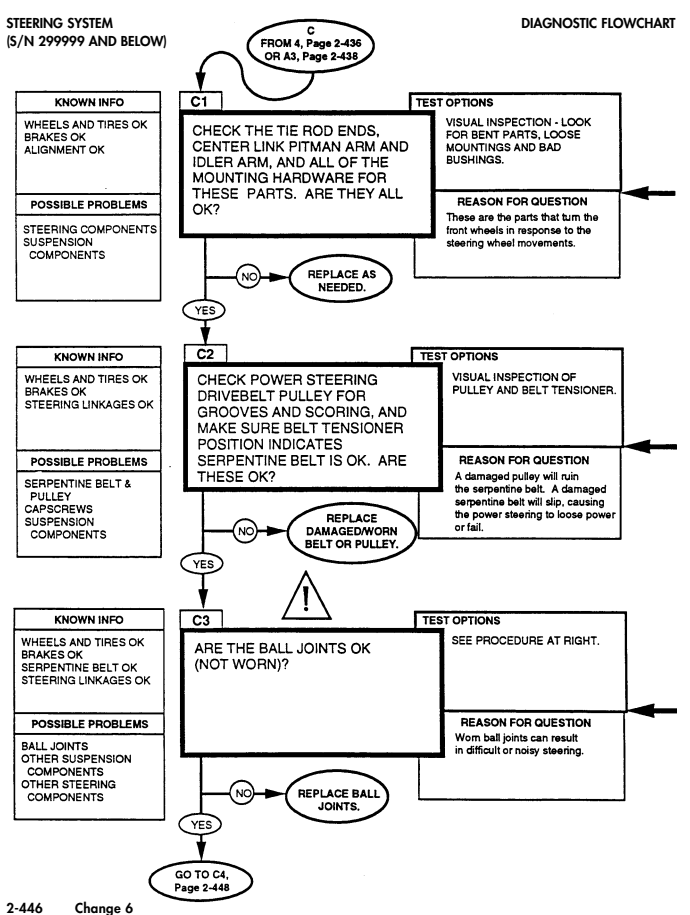 STEERING SYSTEM
(S/N 299999 AND BELOW)
DIAGNOSTIC FLOWCHART
C
FROM 4, Page 2-436
OR A3, Page 2-438
KNOWN INFO
WHEELS AND TIRES OK
BRAKES OK
ALIGNMENT OK
POSSIBLE PROBLEMS
STEERING COMPONENTS
SUSPENSION
COMPONENTS
C1
CHECK THE TIE ROD ENDS,
CENTER LINK PITMAN ARM AND
IDLER ARM, AND ALL OF THE
MOUNTING HARDWARE FOR
THESE PARTS. ARE THEY ALL
OK?
TEST OPTIONS
VISUAL INSPECTION - LOOK
FOR BENT PARTS, LOOSE
MOUNTINGS AND BAD
BUSHINGS.
REASON FOR QUESTION
These are the parts that turn the
front wheels in response to the
steering wheel movements.
NO
REPLACE AS
NEEDED.
YES
KNOWN INFO
WHEELS AND TIRES OK
BRAKES OK
STEERING LINKAGES OK
POSSIBLE PROBLEMS
SERPENTINE BELT &
PULLEY
CAPSCREWS
SUSPENSION
COMPONENTS
C2
CHECK POWER STEERING
DRIVEBELT PULLEY FOR
GROOVES AND SCORING, AND
MAKE SURE BELT TENSIONER
POSITION INDICATES
SERPENTINE BELT IS OK. ARE
THESE OK?
TEST OPTIONS
VISUAL INSPECTION OF
PULLEY AND BELT TENSIONER.
REASON FOR QUESTION
A damaged pulley will ruin
the serpentine belt. A damaged
serpentine belt will slip, causing
the power steering to loose power
or fail.
NO
REPLACE
DAMAGED/WORN
BELT OR PULLEY.
YES
!
KNOWN INFO
WHEELS AND TIRES OK
BRAKES OK
SERPENTINE BELT OK
STEERING LINKAGES OK
POSSIBLE PROBLEMS
BALL JOINTS
OTHER SUSPENSION
COMPONENTS
OTHER STEERING
COMPONENTS
C3
ARE THE BALL JOINTS OK
(NOT WORN)?
TEST OPTIONS
SEE PROCEDURE AT RIGHT.
REASON FOR QUESTION
Worn ball joints can result
in difficult or noisy steering.
NO
REPLACE BALL
JOINTS.
YES
GO TO C4,
Page 2-448
2-446 Change 6